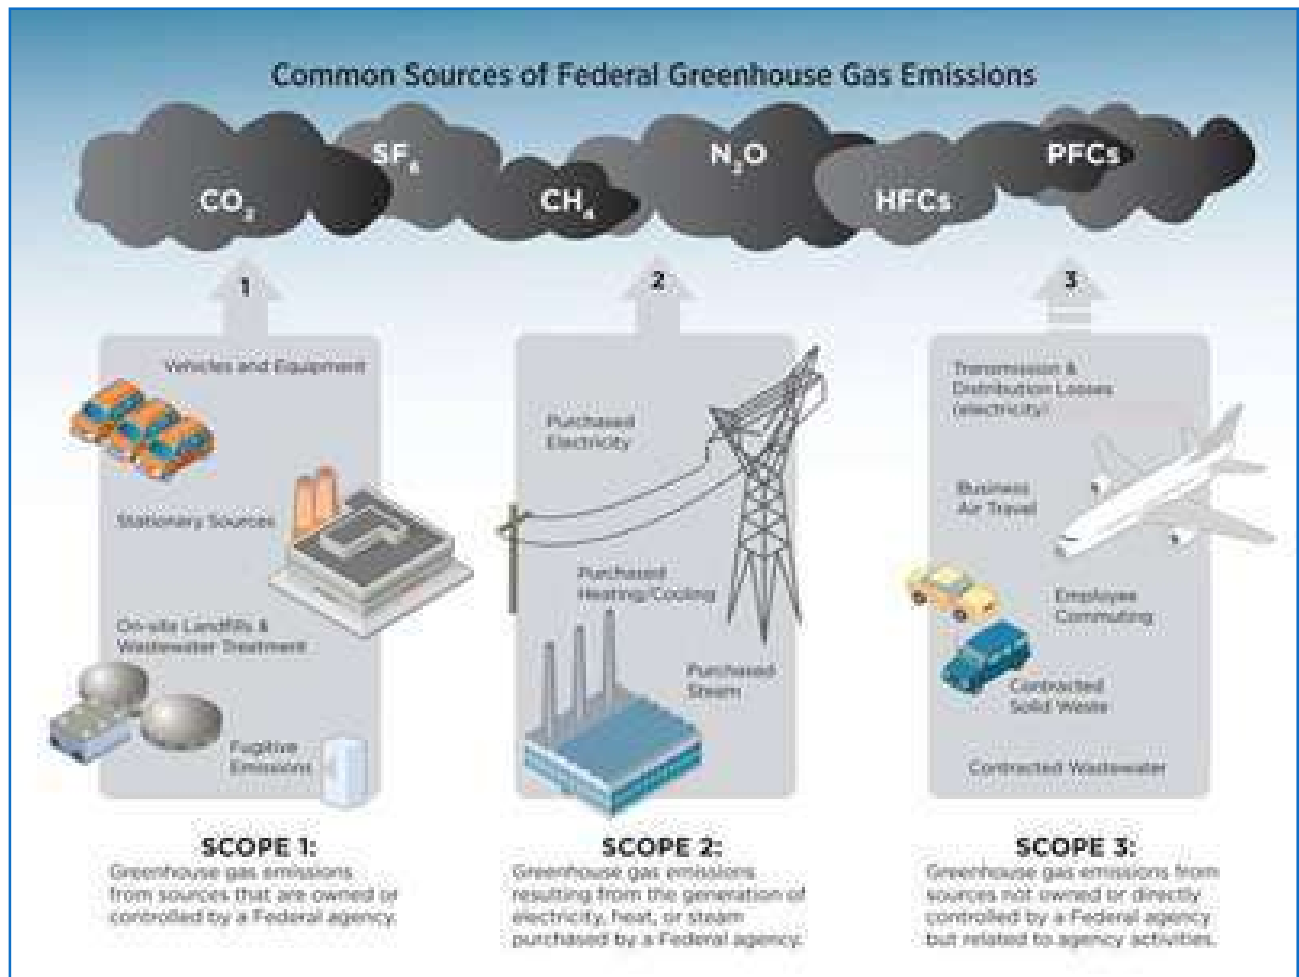 Common Sources of Federal Greenhouse Gas Emissions
CO₂
SF₆
CH₄
N₂O
HFCs
PFCs
1
2
3
Vehicles and Equipment
Stationary Sources
On-site Landfills &
Wastewater Treatment
Fugitive
Emissions
Purchased
Electricity
Purchased
Heating/Cooling
Purchased
Steam
Transmission &
Distribution Losses
(electricity)
Business
Air Travel
Employee
Commuting
Contracted
Solid Waste
Contracted Wastewater
SCOPE 1:
Greenhouse gas emissions
from sources that are owned or
controlled by a Federal agency.
SCOPE 2:
Greenhouse gas emissions
resulting from the generation of
electricity, heat, or steam
purchased by a Federal agency.
SCOPE 3:
Greenhouse gas emissions from
sources not owned or directly
controlled by a Federal agency
but related to agency activities.